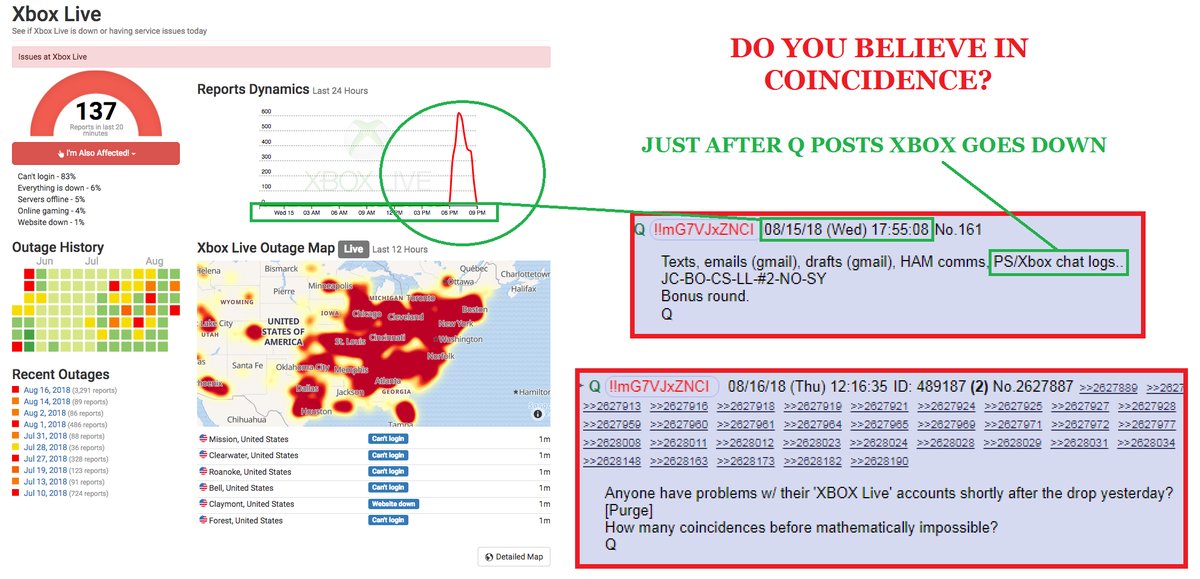 Xbox Live
See if Xbox Live is down or having service issues today
Issues at Xbox Live
137
Reports in last 20
minutes
I'm Also Affected!
Can't login - 83%
Everything is down - 6%
Servers offline - 5%
Online gaming - 4%
Website down - 1%
Outage History
Jun Jul Aug
Recent Outages
Aug 16, 2018 (3,291 reports)
Aug 14, 2018 (89 reports)
Aug 2, 2018 (86 reports)
Aug 1, 2018 (486 reports)
Jul 31, 2018 (88 reports)
Jul 28, 2018 (36 reports)
Jul 27, 2018 (328 reports)
Jul 19, 2018 (123 reports)
Jul 13, 2018 (91 reports)
Jul 10, 2018 (724 reports)
Reports Dynamics Last 24 Hours
600
500
400
300
200
100
XBOX LIVE
Wed 15 03 AM 06 AM 09 AM 12 PM 03 PM 06 PM 09 PM
Xbox Live Outage Map Live Last 12 Hours
Helena
Bismarck
Québec
Charlottetown
Pierre
Minneapolis
Ottawa
Halifax
WYOMING
MICHIGAN
Toronto
IOWA
Chicago
Cleveland
Boston
Lake City
UNITED
STATES OF
AMERICA
New York
UTAH
St. Louis
Cincinnati
Washington
Norfolk
Santa Fe
Oklahoma City
Memphis
as
Atlanta
Dallas
Jackson
GEORGIA
Hamilton
Houston
Chihuahua
Tampa
Mission, United States Can't login 1m
Clearwater, United States Can't login 1m
Roanoke, United States Can't login 1m
Bell, United States Can't login 1m
Claymont, United States Website down 1m
Forest, United States Can't login 1m
Detailed Map
DO YOU BELIEVE IN
COINCIDENCE?
JUST AFTER Q POSTS XBOX GOES DOWN
Q !!mG7VJxZNCI 08/15/18 (Wed) 17:55:08 No.161
Texts, emails (gmail), drafts (gmail), HAM comms, PS/Xbox chat logs..
JC-BO-CS-LL-#2-NO-SY
Bonus round.
Q
Q !!mG7VJxZNCI 08/16/18 (Thu) 12:16:35 ID: 489187 (2) No.2627887 >>2627889 >>2627
>>2627913 >>2627916 >>2627918 >>2627919 >>2627921 >>2627924 >>2627925 >>2627927 >>2627928
>>2627959 >>2627960 >>2627961 >>2627964 >>2627965 >>2627969 >>2627971 >>2627972 >>2627977
>>2628008 >>2628011 >>2628012 >>2628023 >>2628024 >>2628028 >>2628029 >>2628031 >>2628034
>>2628148 >>2628163 >>2628173 >>2628182 >>2628190
Anyone have problems w/ their 'XBOX Live' accounts shortly after the drop yesterday?
[Purge]
How many coincidences before mathematically impossible?
Q